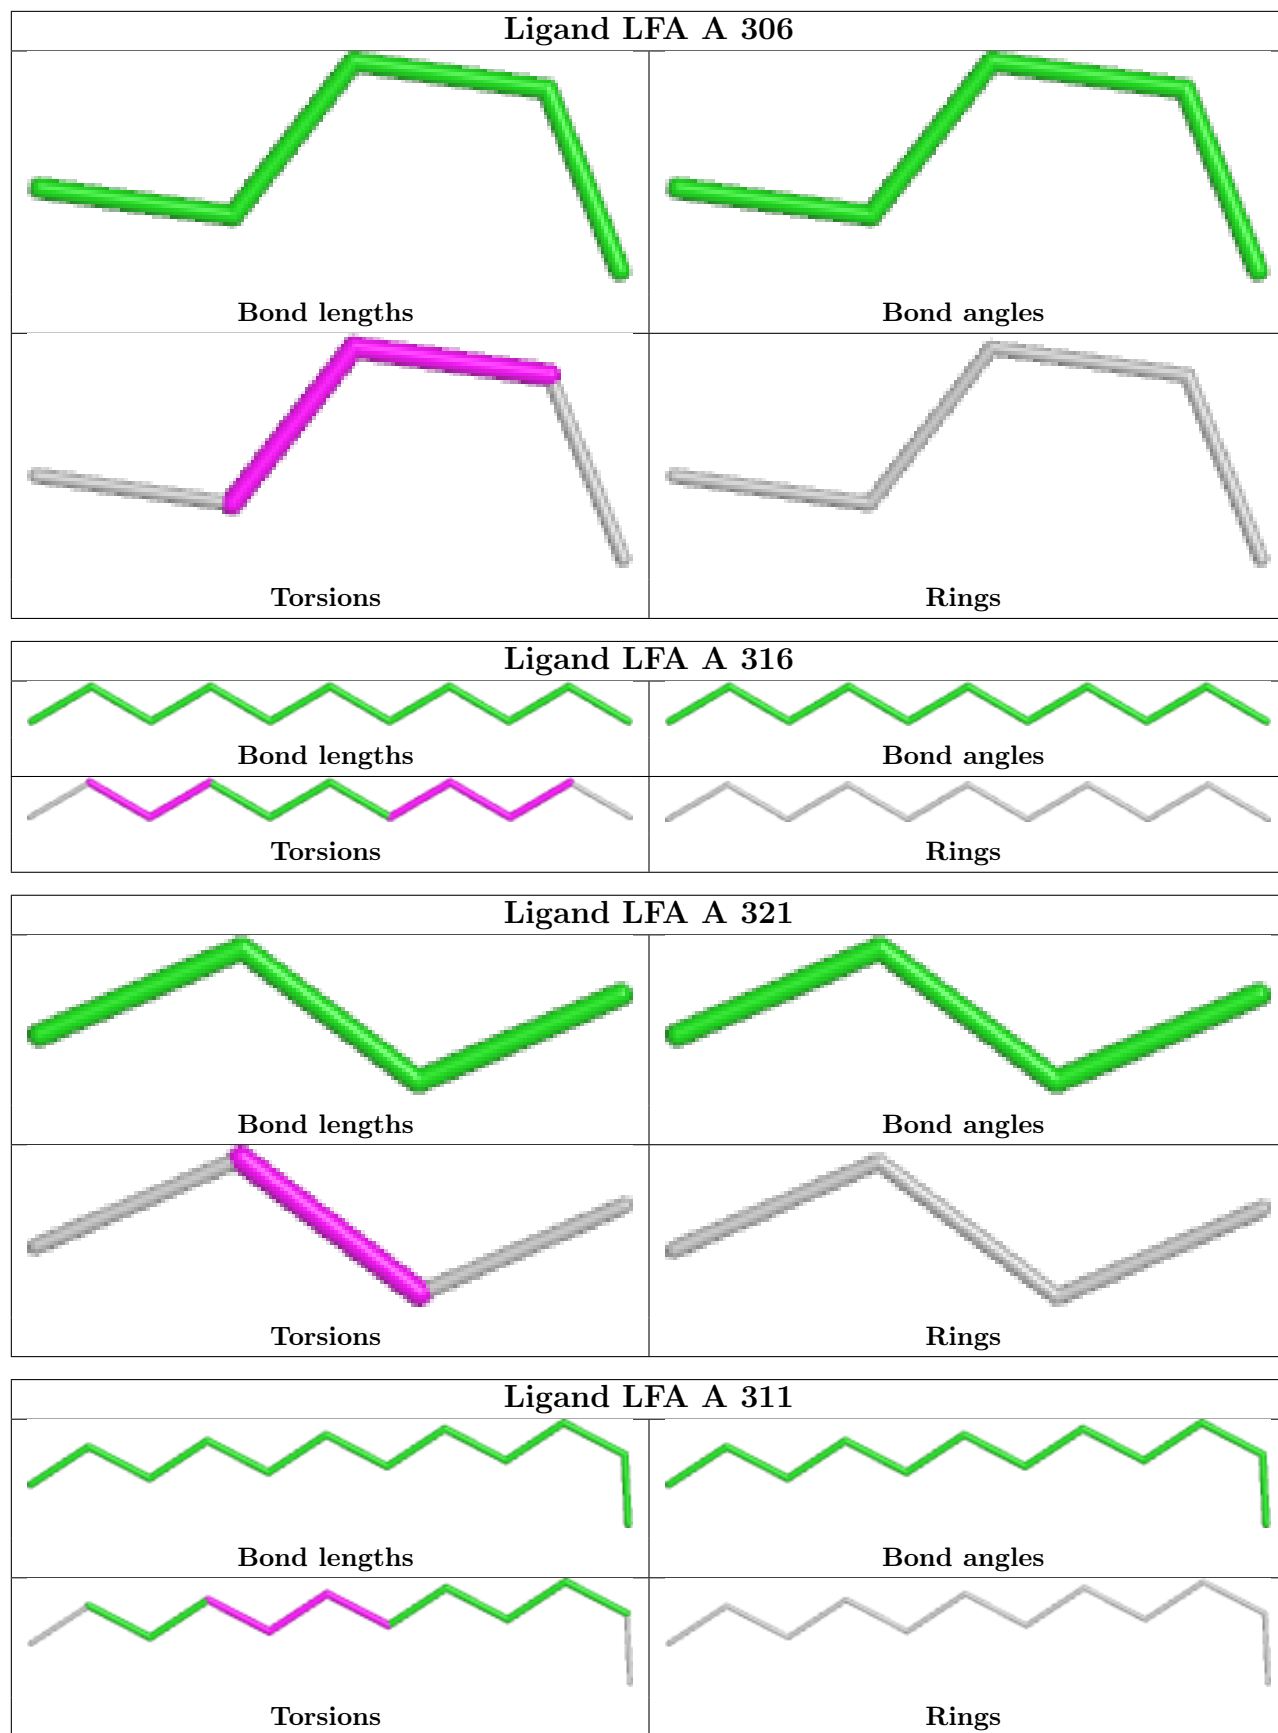 Ligand LFA A 306
Bond lengths
Bond angles
Torsions
Rings
Ligand LFA A 316
Bond lengths
Bond angles
Torsions
Rings
Ligand LFA A 321
Bond lengths
Bond angles
Torsions
Rings
Ligand LFA A 311
Bond lengths
Bond angles
Torsions
Rings